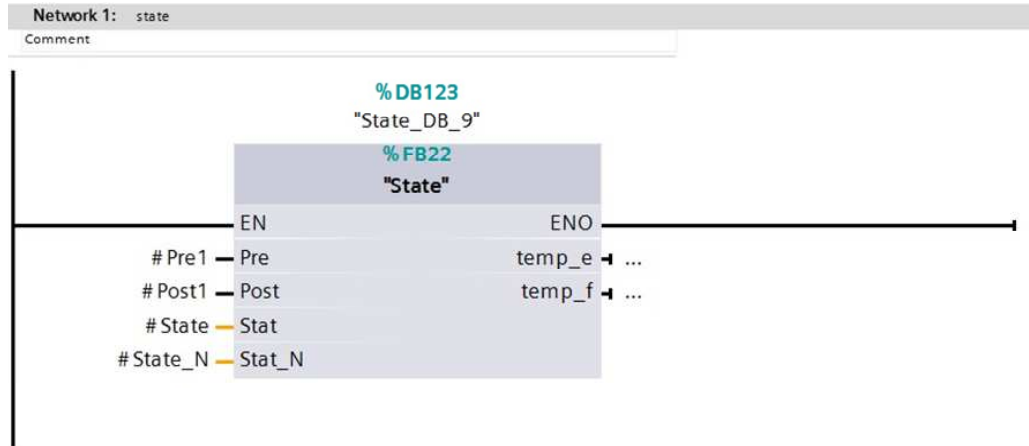 Network 1: state
Comment
%DB123
"State_DB_9"
%FB22
"State"
EN ENO
#Pre1 Pre temp_e ...
#Post1 Post temp_f ...
#State Stat
#State_N Stat_N